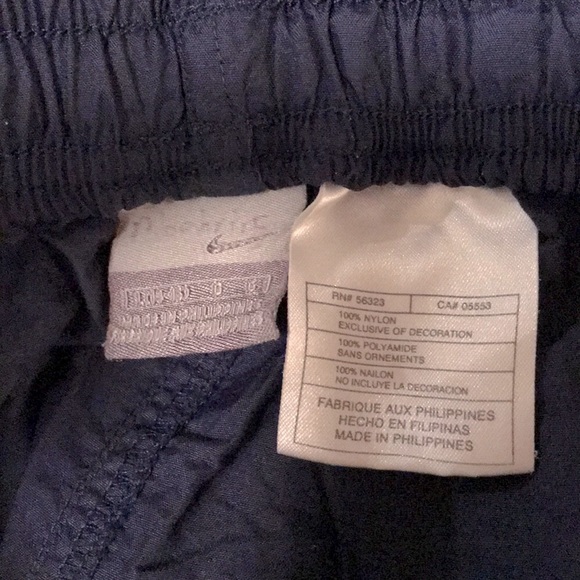 RN# 56323
CA# 05553
100% NYLON
EXCLUSIVE OF DECORATION
100% POLYAMIDE
SANS ORNEMENTS
100% NAILON
NO INCLUYE LA DECORACION
FABRIQUE AUX PHILIPPINES
HECHO EN FILIPINAS
MADE IN PHILIPPINES